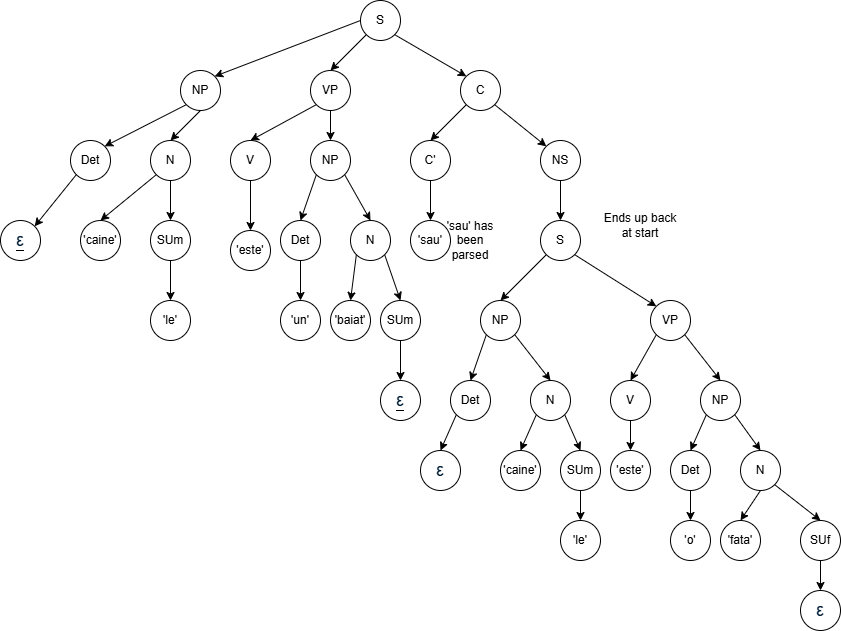 S
NP
VP
C
Det
N
V
NP
C'
NS
ε
'caine'
SUm
'este'
Det
N
'sau'
'sau' has
been
parsed
S
Ends up back
at start
'le'
'un'
'baiat'
SUm
NP
VP
ε
Det
N
V
NP
ε
'caine'
SUm
'este'
Det
N
'le'
'o'
'fata'
SUf
ε